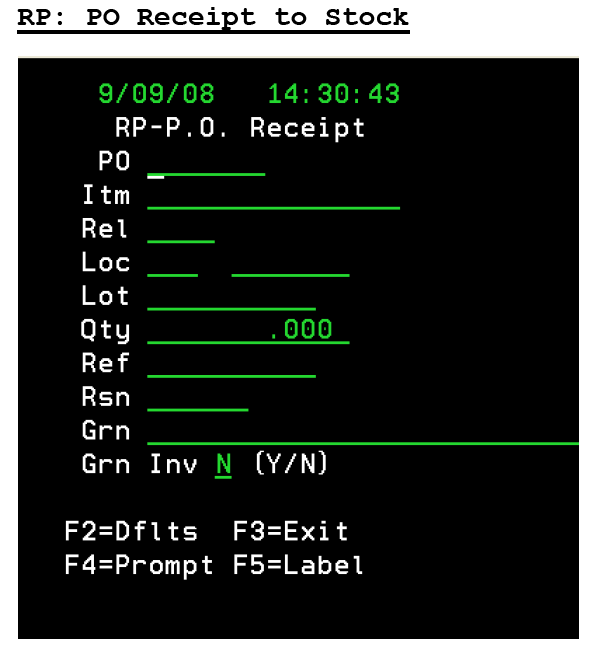 RP: PO Receipt to Stock
9/09/08 14:30:43
RP-P.O. Receipt
PO
Itm
Rel
Loc
Lot
Qty .000
Ref
Rsn
Grn
Grn Inv N (Y/N)
F2=Dflts F3=Exit
F4=Prompt F5=Label